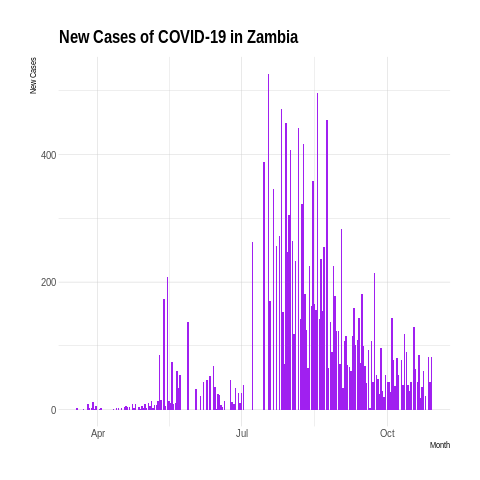 New Cases of COVID-19 in Zambia
New Cases
400
200
0
Apr
Jul
Oct
Month